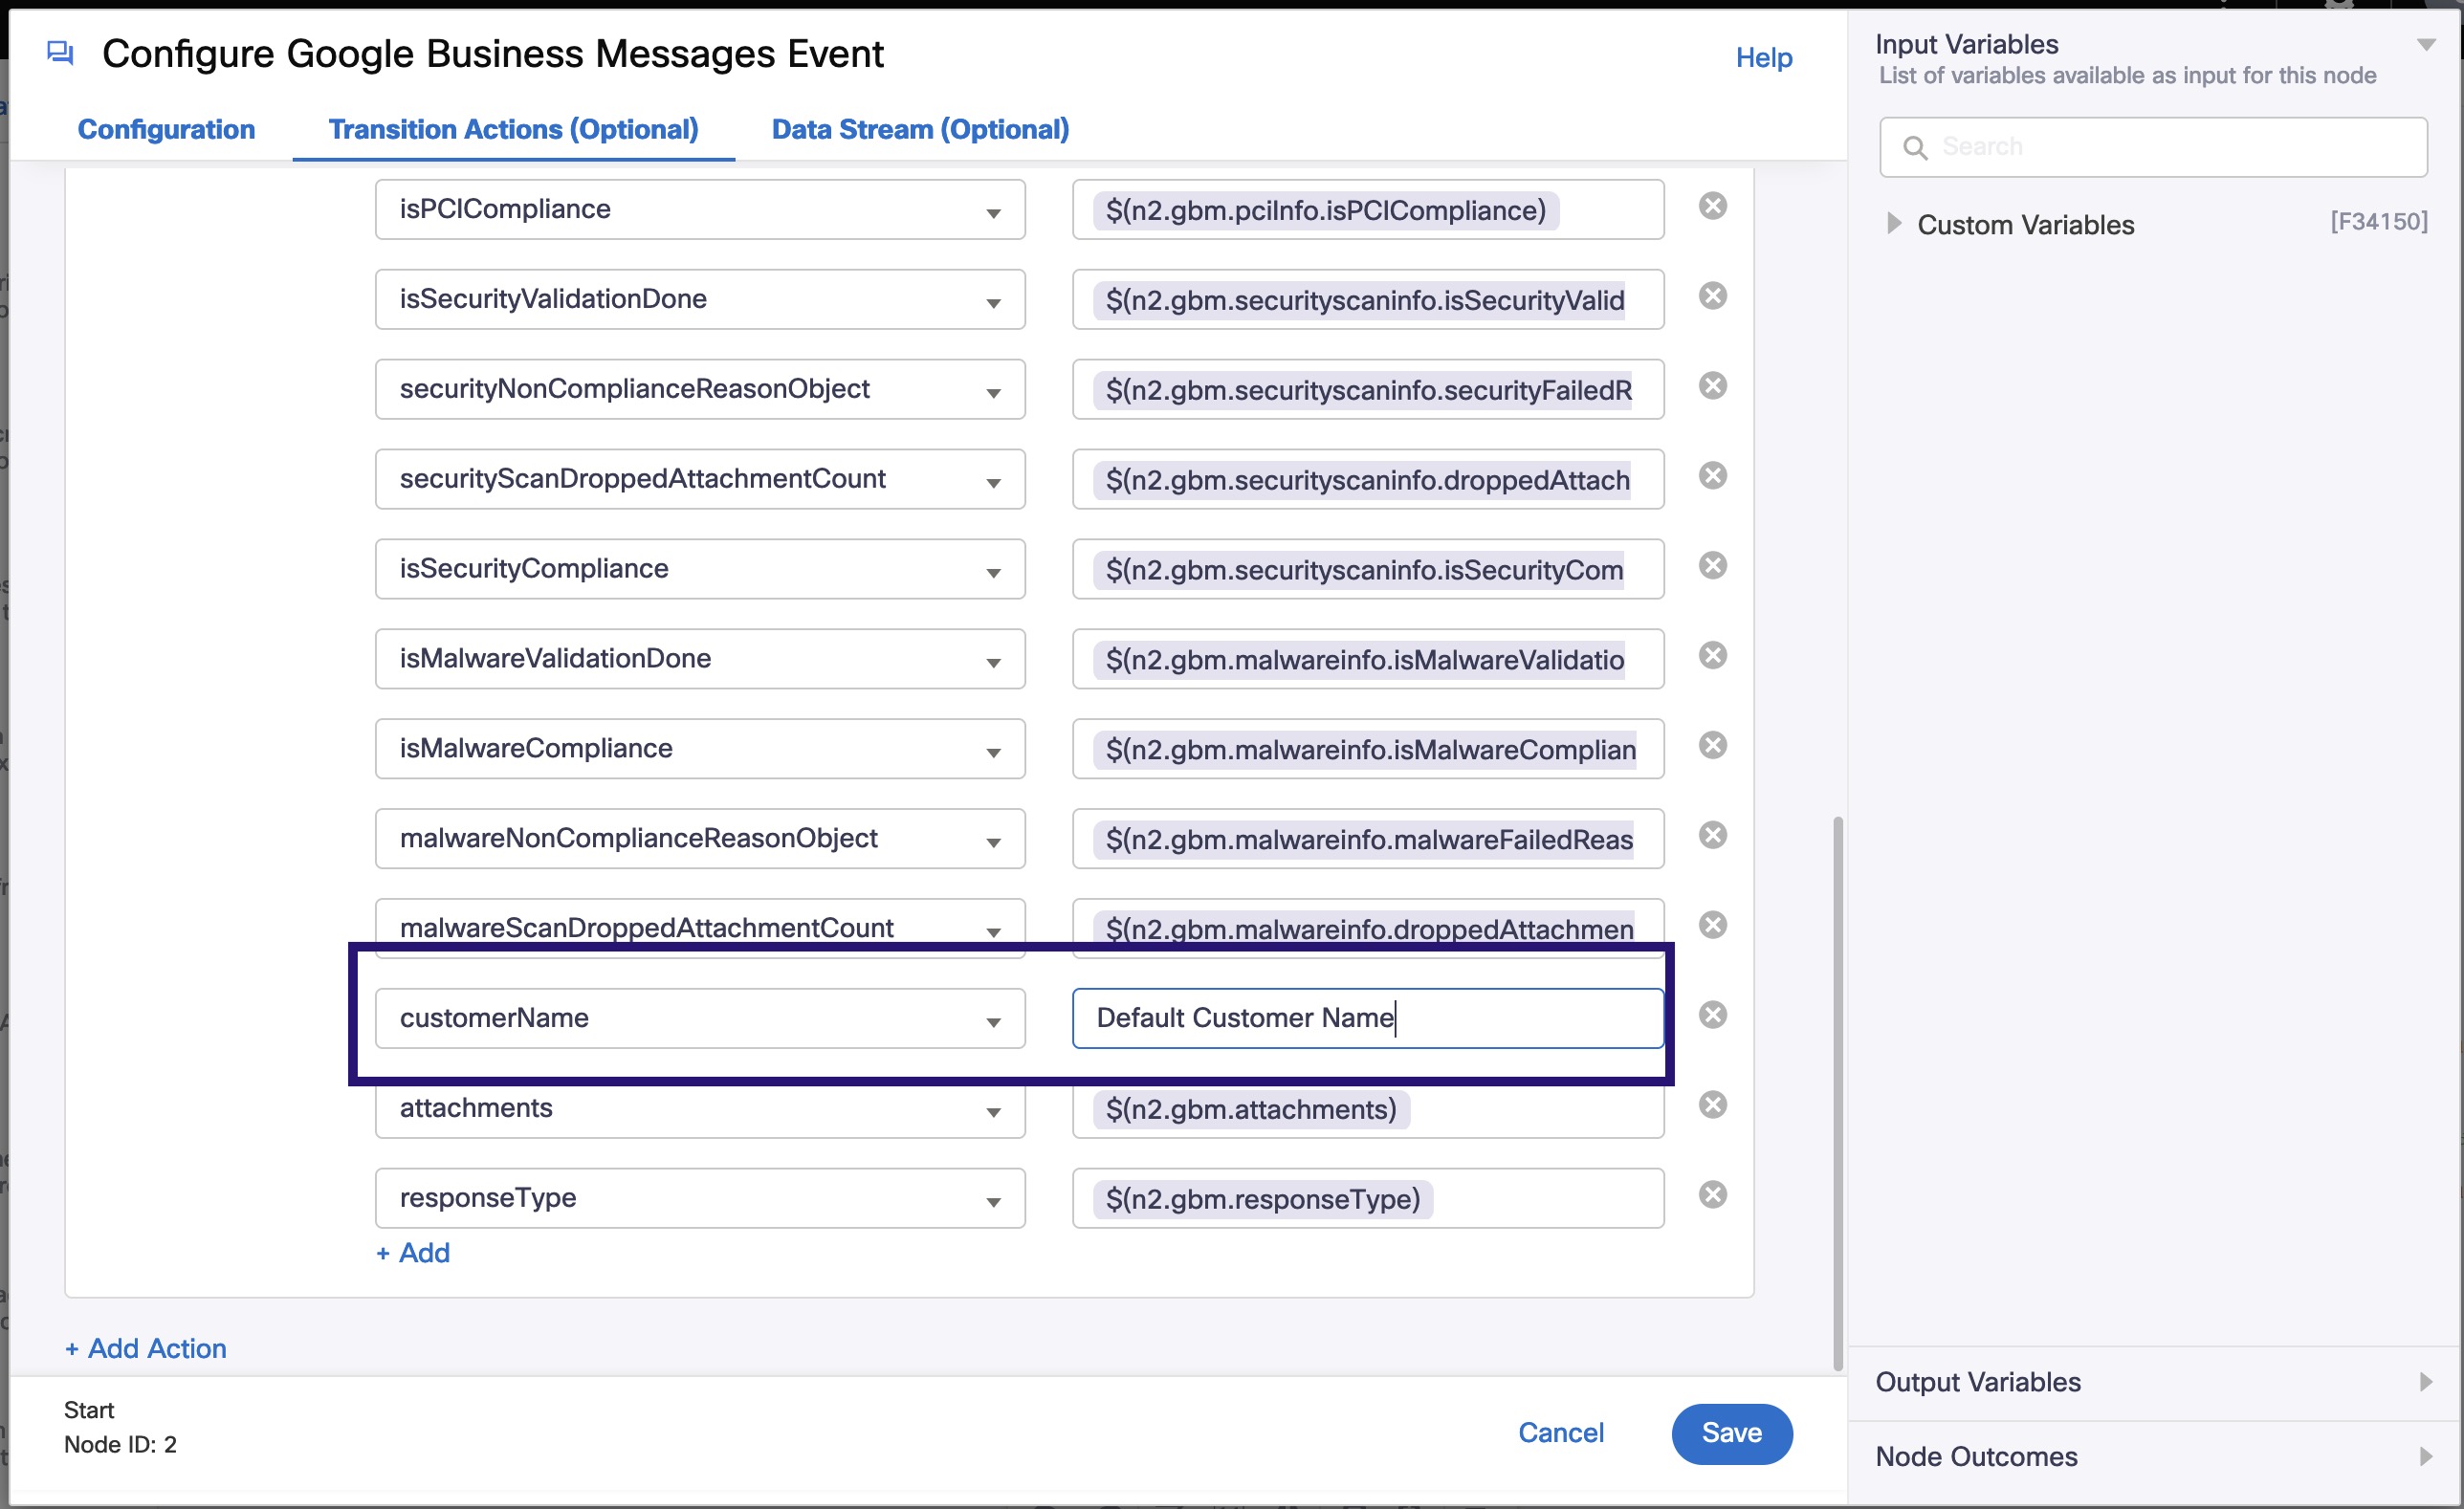 Configure Google Business Messages Event
Help
Configuration
Transition Actions (Optional)
Data Stream (Optional)
isPCICompliance
$(n2.gbm.pciInfo.isPCICompliance)
isSecurityValidationDone
$(n2.gbm.securityscaninfo.isSecurityValid
securityNonComplianceReasonObject
$(n2.gbm.securityscaninfo.securityFailedR
securityScanDroppedAttachmentCount
$(n2.gbm.securityscaninfo.droppedAttach
isSecurityCompliance
$(n2.gbm.securityscaninfo.isSecurityCom
isMalwareValidationDone
$(n2.gbm.malwareinfo.isMalwareValidatio
isMalwareCompliance
$(n2.gbm.malwareinfo.isMalwareComplian
malwareNonComplianceReasonObject
$(n2.gbm.malwareinfo.malwareFailedReas
malwareScanDroppedAttachmentCount
$(n2.gbm.malwareinfo.droppedAttachmen
customerName
Default Customer Name
attachments
$(n2.gbm.attachments)
responseType
$(n2.gbm.responseType)
+ Add
+ Add Action
Start
Node ID: 2
Cancel
Save
Input Variables
List of variables available as input for this node
Search
Custom Variables
[F34150]
Output Variables
Node Outcomes